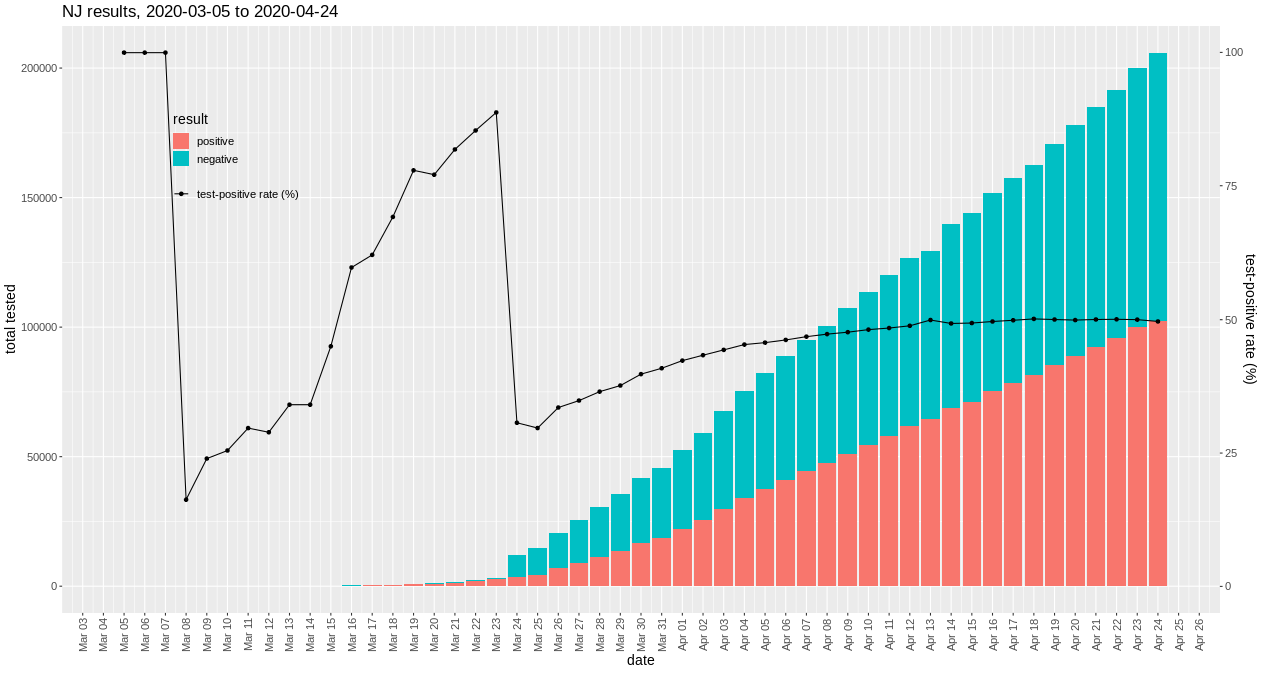 NJ results, 2020-03-05 to 2020-04-24
200000
150000
100000
50000
0
total tested
result
positive
negative
test-positive rate (%)
100
75
50
25
0
test-positive rate (%)
Mar 03
Mar 04
Mar 05
Mar 06
Mar 07
Mar 08
Mar 09
Mar 10
Mar 11
Mar 12
Mar 13
Mar 14
Mar 15
Mar 16
Mar 17
Mar 18
Mar 19
Mar 20
Mar 21
Mar 22
Mar 23
Mar 24
Mar 25
Mar 26
Mar 27
Mar 28
Mar 29
Mar 30
Mar 31
Apr 01
Apr 02
Apr 03
Apr 04
Apr 05
Apr 06
Apr 07
Apr 08
Apr 09
Apr 10
Apr 11
Apr 12
Apr 13
Apr 14
Apr 15
Apr 16
Apr 17
Apr 18
Apr 19
Apr 20
Apr 21
Apr 22
Apr 23
Apr 24
Apr 25
Apr 26
date